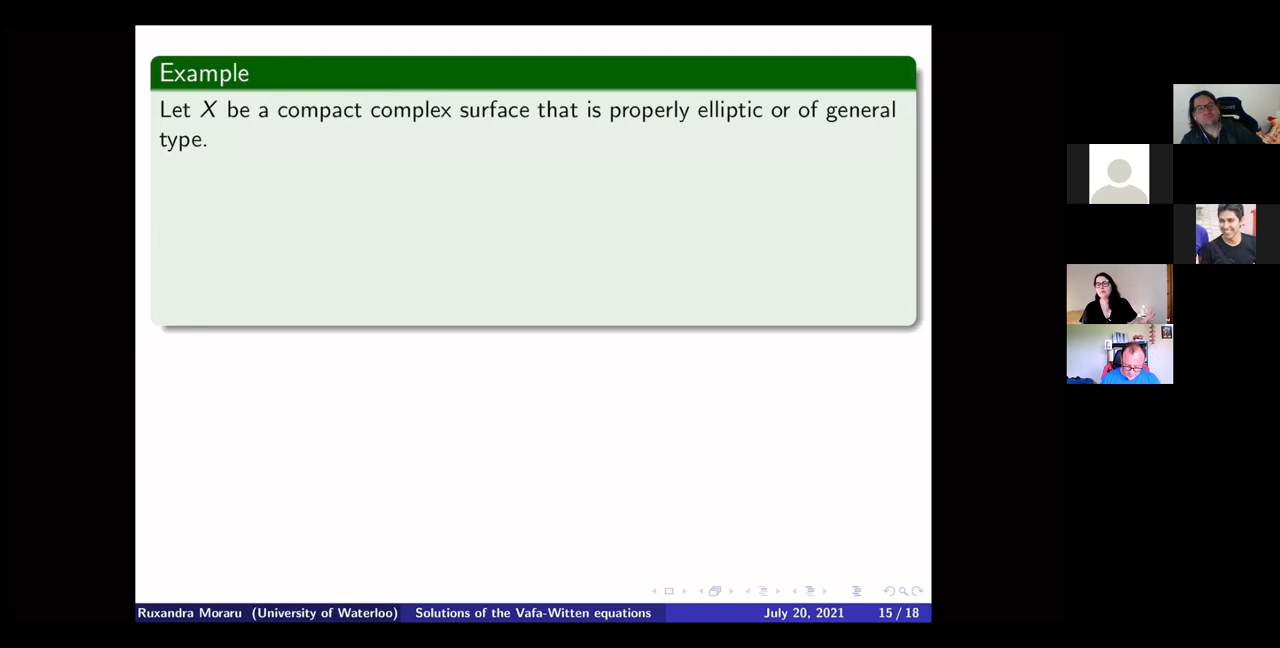 Example
Let X be a compact complex surface that is properly elliptic or of general
type.
Ruxandra Moraru (University of Waterloo) Solutions of the Vafa-Witten equations July 20, 2021 15 / 18